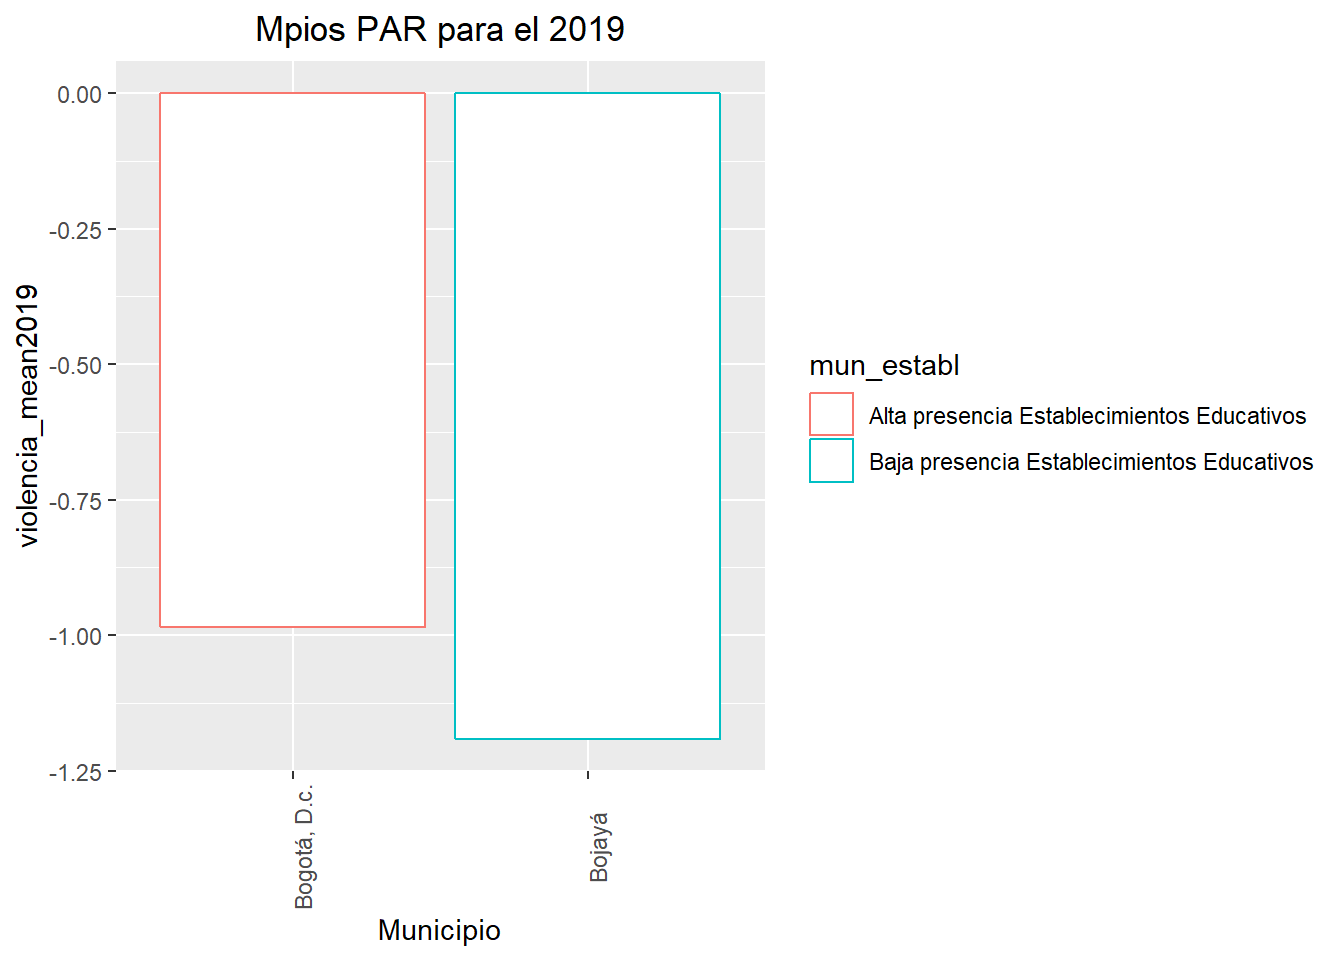 Mpios PAR para el 2019
0.00
-0.25
-0.50
-0.75
-1.00
-1.25
violencia_mean2019
Bogotá, D.c.
Bojayá
Municipio
mun_establ
Alta presencia Establecimientos Educativos
Baja presencia Establecimientos Educativos